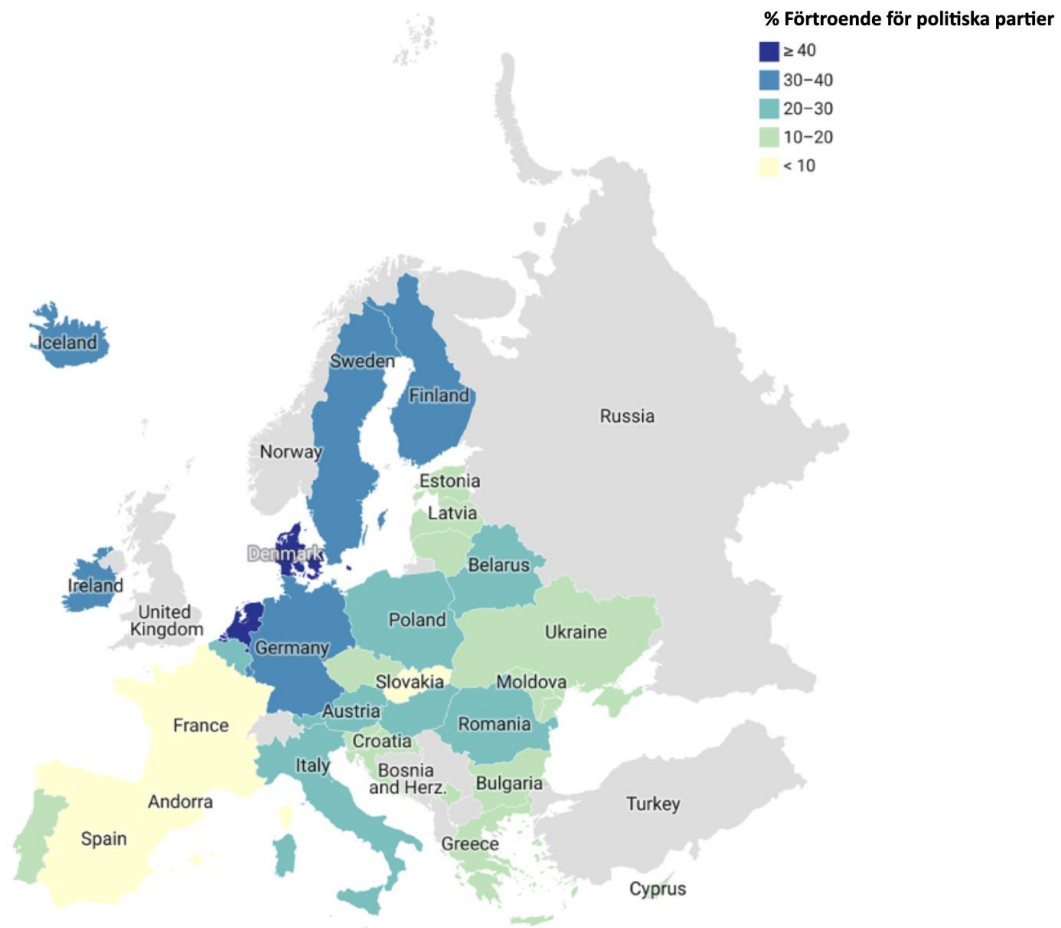 % Förtroende för politiska partier
≥ 40
30–40
20–30
10–20
< 10
Iceland
Sweden
Finland
Russia
Norway
Estonia
Latvia
Denmark
Belarus
Ireland
United
Kingdom
Poland
Ukraine
Germany
Slovakia
Moldova
Austria
France
Romania
Croatia
Italy
Bosnia
and Herz.
Bulgaria
Andorra
Turkey
Spain
Greece
Cyprus